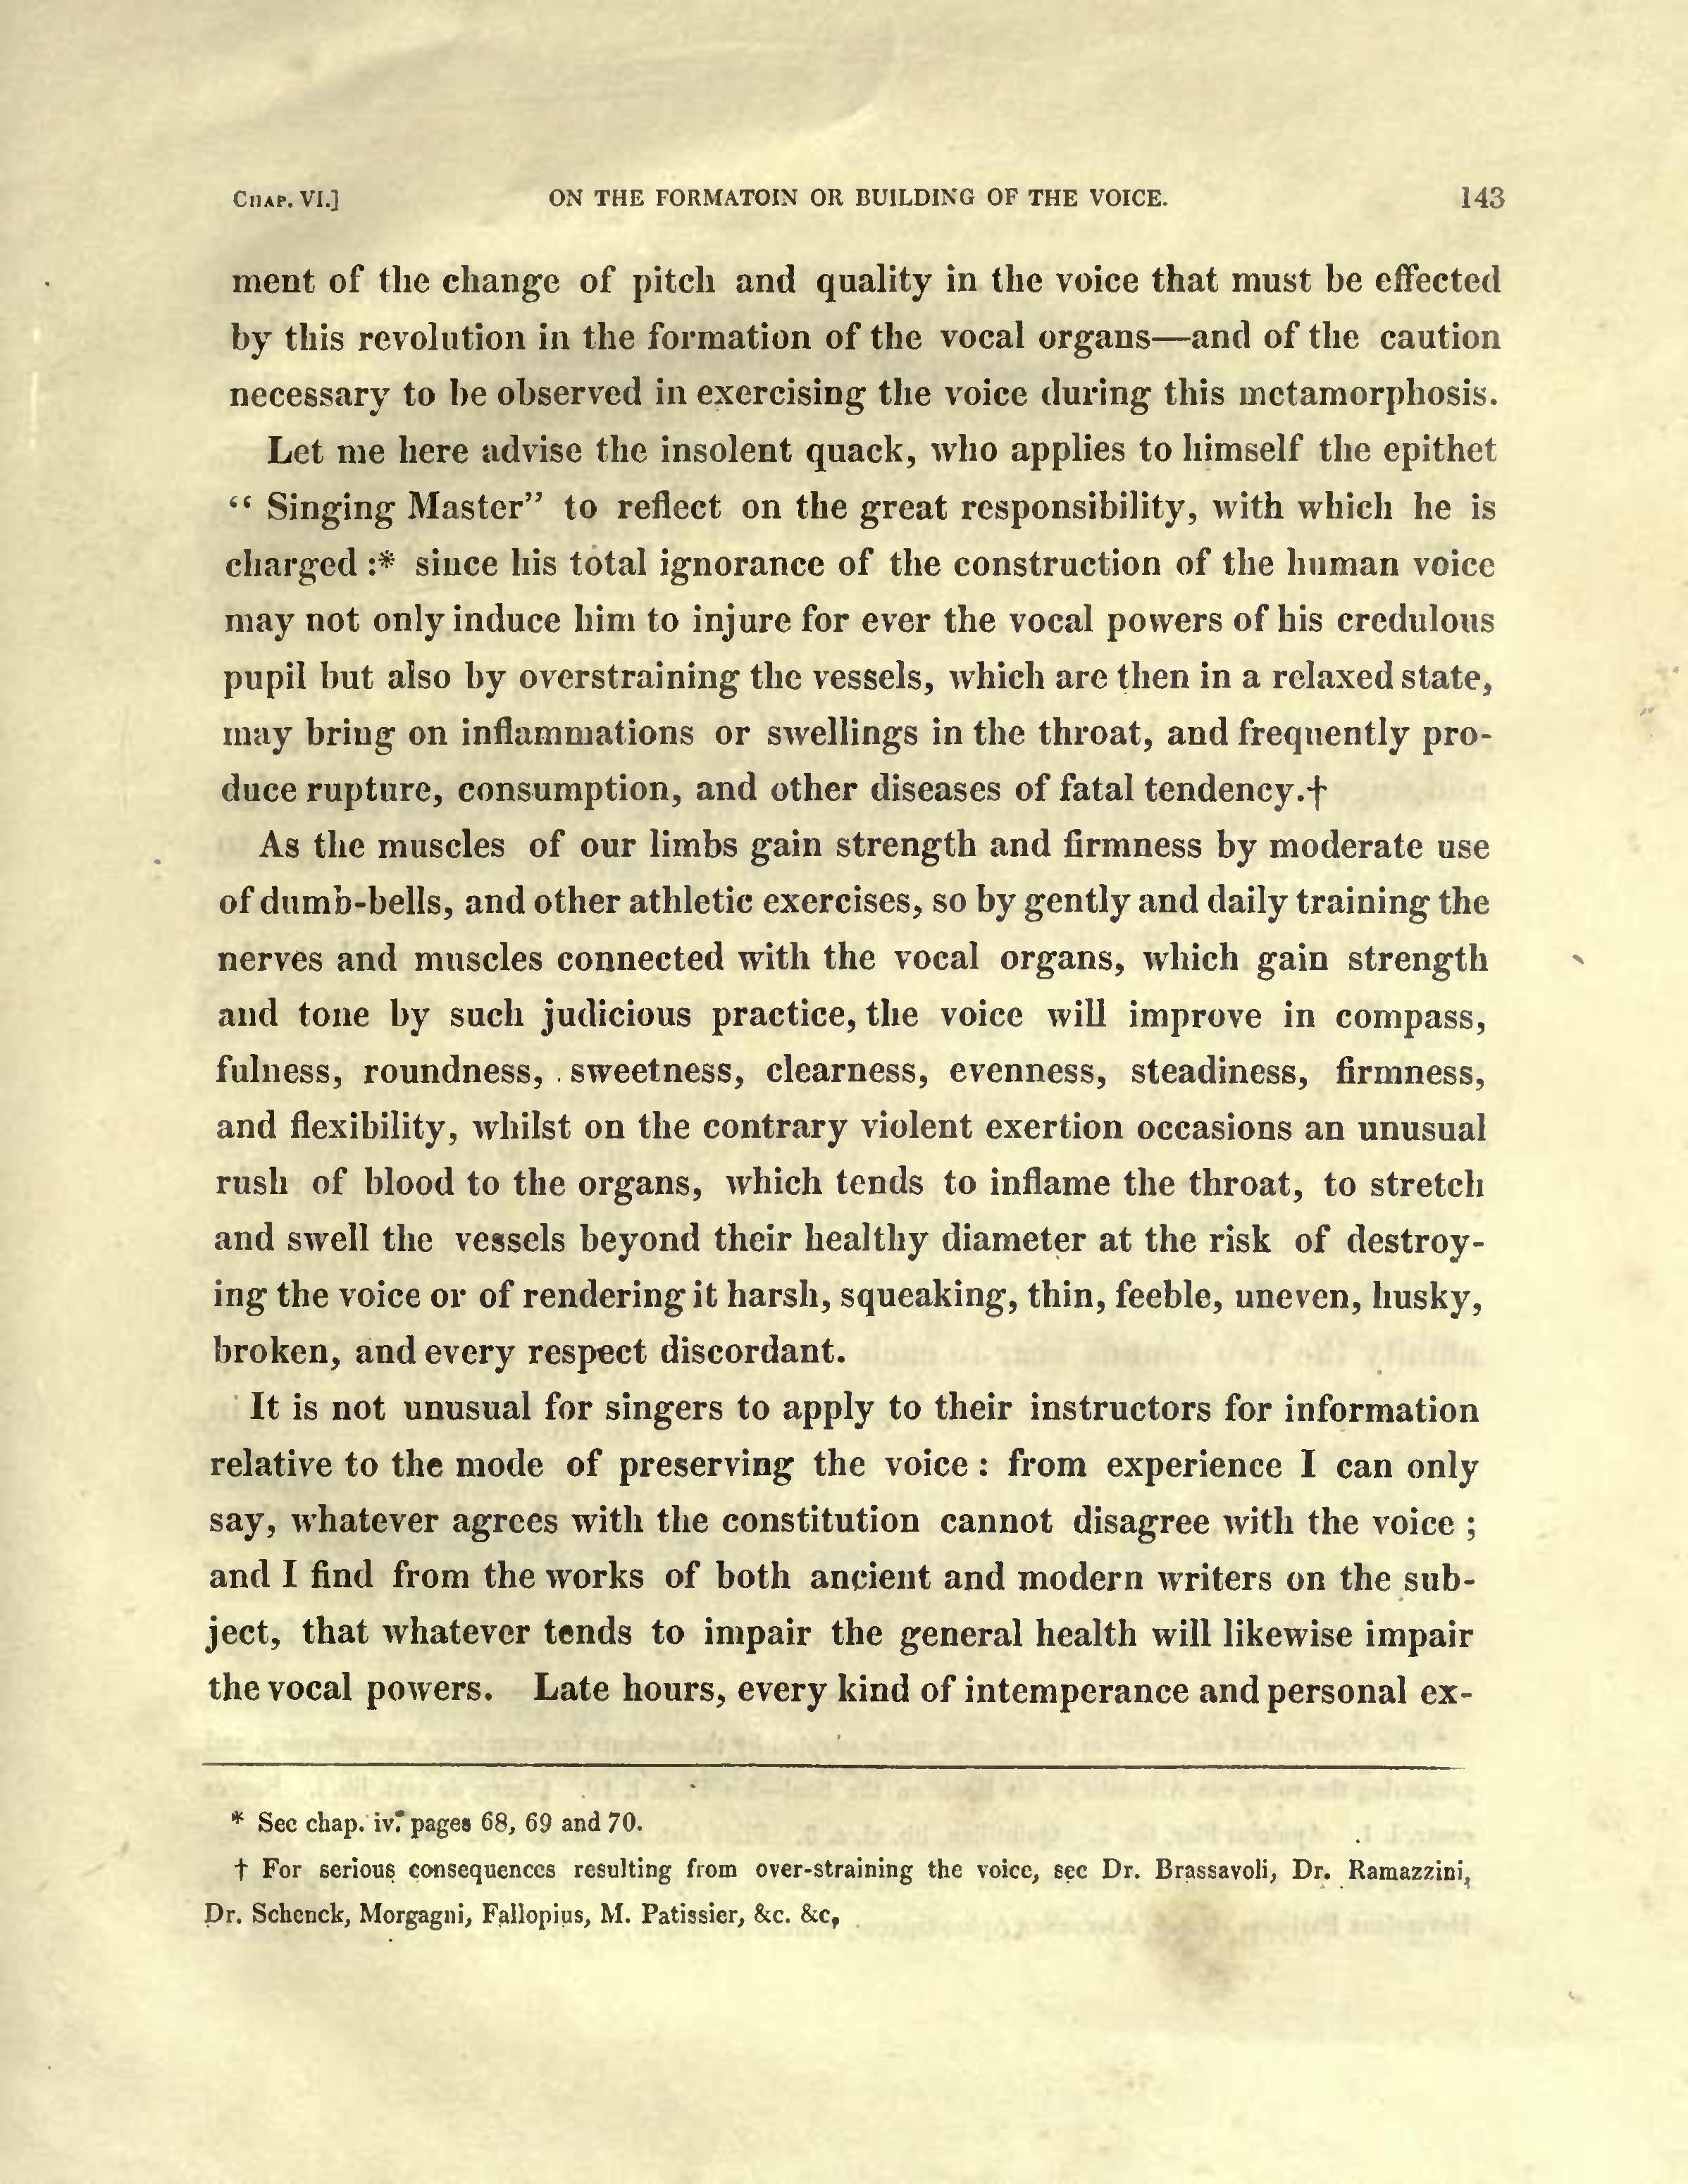 CHAP. VI.] ON THE FORMATOIN OR BUILDING OF THE VOICE. 143
ment of the change of pitch and quality in the voice that must be effected
by this revolution in the formation of the vocal organs—and of the caution
necessary to be observed in exercising the voice during this metamorphosis.
Let me here advise the insolent quack, who applies to himself the epithet
“ Singing Master” to reflect on the great responsibility, with which he is
charged :* since his total ignorance of the construction of the human voice
may not only induce him to injure for ever the vocal powers of his credulous
pupil but also by overstraining the vessels, which are then in a relaxed state,
may bring on inflammations or swellings in the throat, and frequently pro-
duce rupture, consumption, and other diseases of fatal tendency.†
As the muscles of our limbs gain strength and firmness by moderate use
of dumb-bells, and other athletic exercises, so by gently and daily training the
nerves and muscles connected with the vocal organs, which gain strength
and tone by such judicious practice, the voice will improve in compass,
fulness, roundness, sweetness, clearness, evenness, steadiness, firmness,
and flexibility, whilst on the contrary violent exertion occasions an unusual
rush of blood to the organs, which tends to inflame the throat, to stretch
and swell the vessels beyond their healthy diameter at the risk of destroy-
ing the voice or of rendering it harsh, squeaking, thin, feeble, uneven, husky,
broken, and every respect discordant.
It is not unusual for singers to apply to their instructors for information
relative to the mode of preserving the voice : from experience I can only
say, whatever agrees with the constitution cannot disagree with the voice ;
and I find from the works of both ancient and modern writers on the sub-
ject, that whatever tends to impair the general health will likewise impair
the vocal powers. Late hours, every kind of intemperance and personal ex-
* See chap. iv. pages 68, 69 and 70.
† For serious consequences resulting from over-straining the voice, see Dr. Brassavoli, Dr. Ramazzini,
Dr. Schenck, Morgagni, Fallopius, M. Patissier, &c. &c,